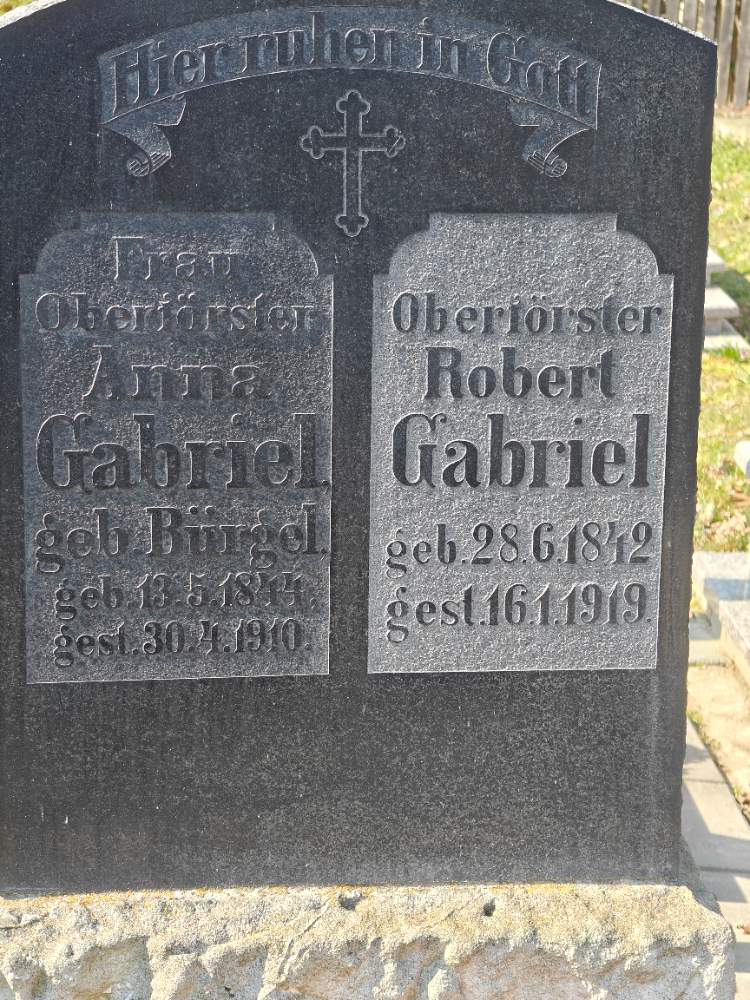 Hier ruhen in Gott
Frau
Oberförster
Anna
Gabriel,
geb. Bürgel,
geb. 13.5.1844.
gest. 30.4.1910.
Oberförster
Robert
Gabriel
geb. 28.6.1842
gest. 16.1.1919.